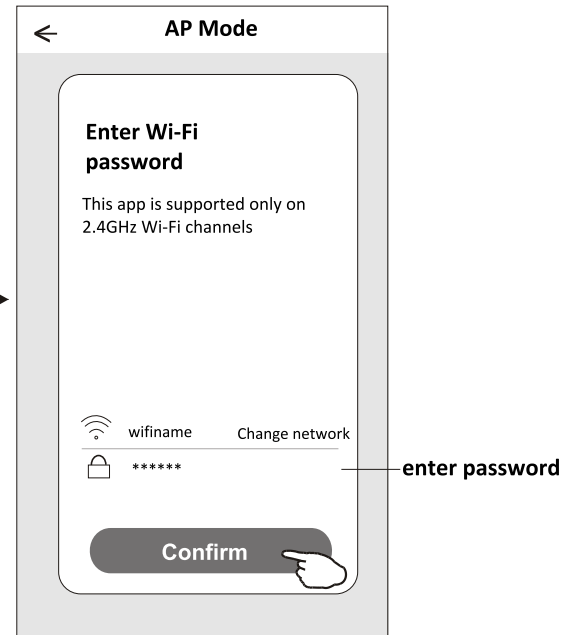 AP Mode
Enter Wi-Fi
password
This app is supported only on
2.4GHz Wi-Fi channels
wifiname Change network
******
enter password
Confirm